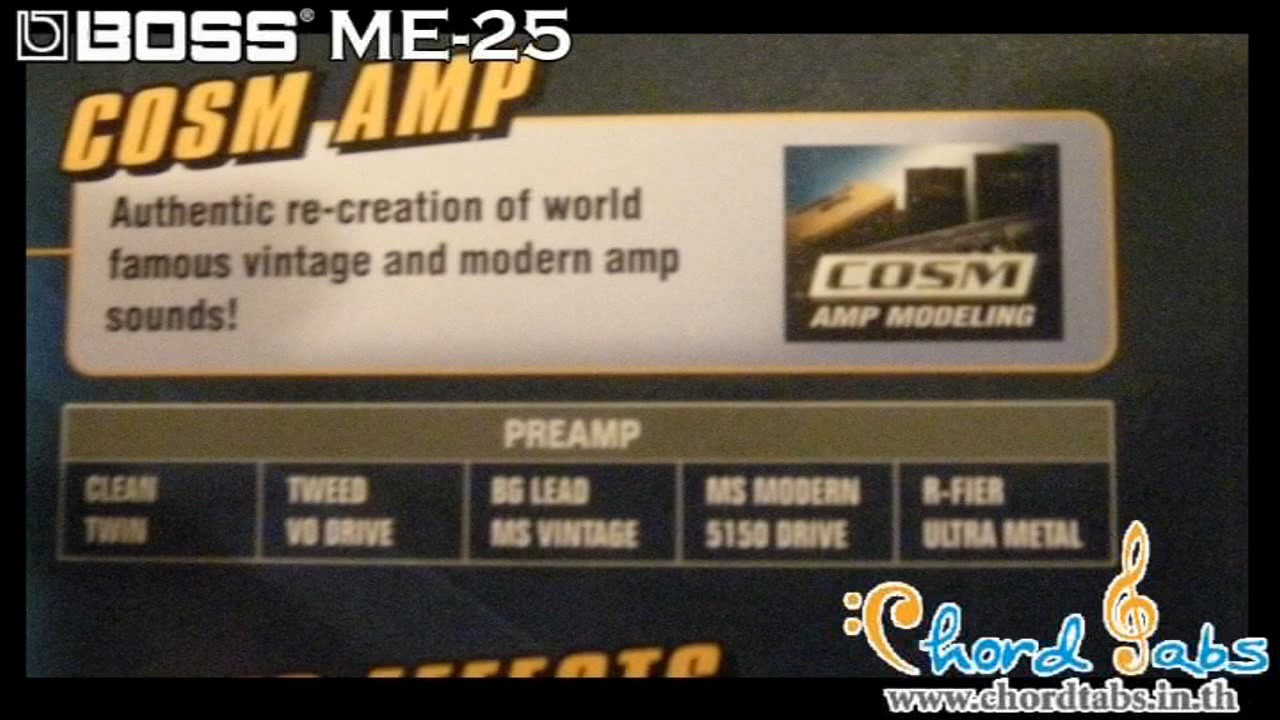 BOSS® ME-25
COSM AMP
Authentic re-creation of world
famous vintage and modern amp
sounds!
COSM
AMP MODELING
PREAMP
CLEAN TWEED BG LEAD MS MODERN R-FIER
TWIN VO DRIVE MS VINTAGE 5150 DRIVE ULTRA METAL
EFFECTS
Chord Tabs
www.chordtabs.in.th